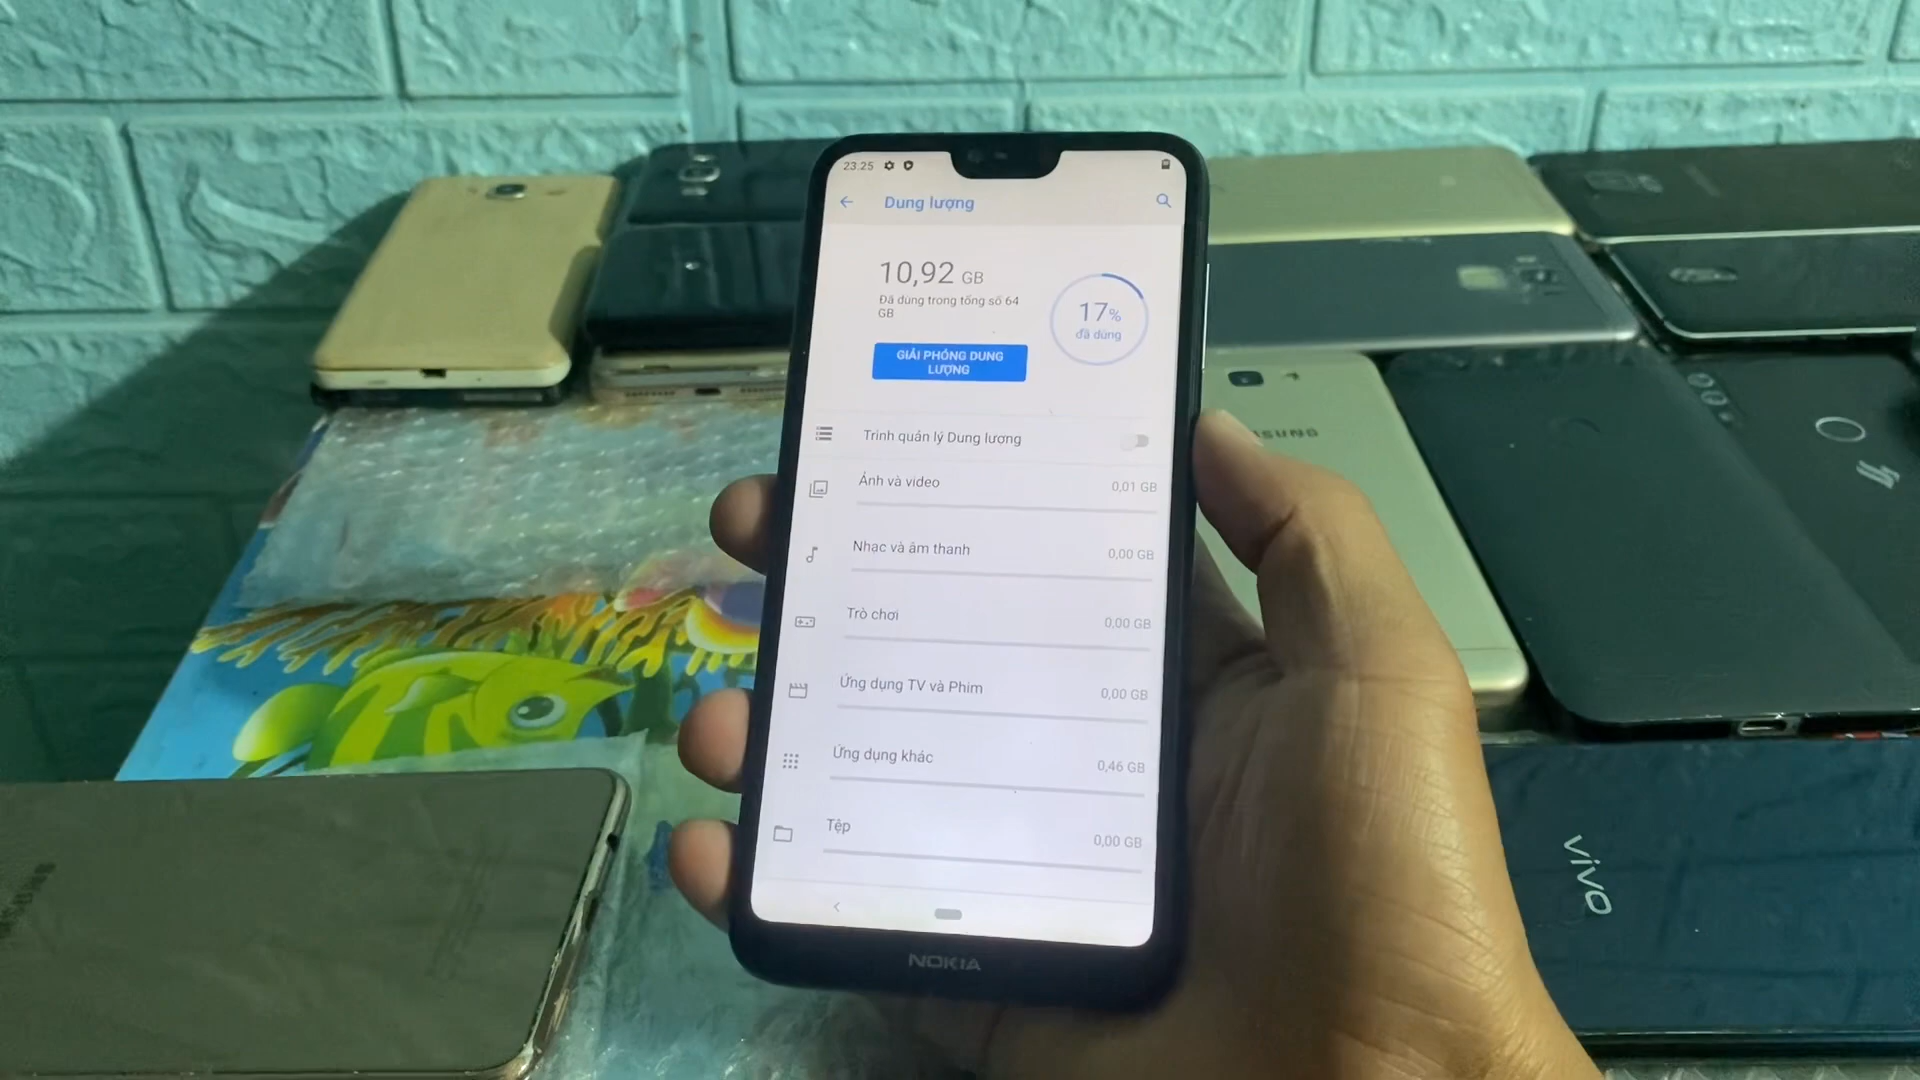 23:25
Dung lượng
10,92 GB
Đã dùng trong tổng số 64
GB
17%
đã dùng
GIẢI PHÓNG DUNG
LƯỢNG
Trình quản lý Dung lượng
Ảnh và video
0,01 GB
Nhạc và âm thanh
0,00 GB
Trò chơi
0,00 GB
Ứng dụng TV và Phim
0,00 GB
Ứng dụng khác
0,46 GB
Tệp
0,00 GB
NOKIA
SUNG
vivo